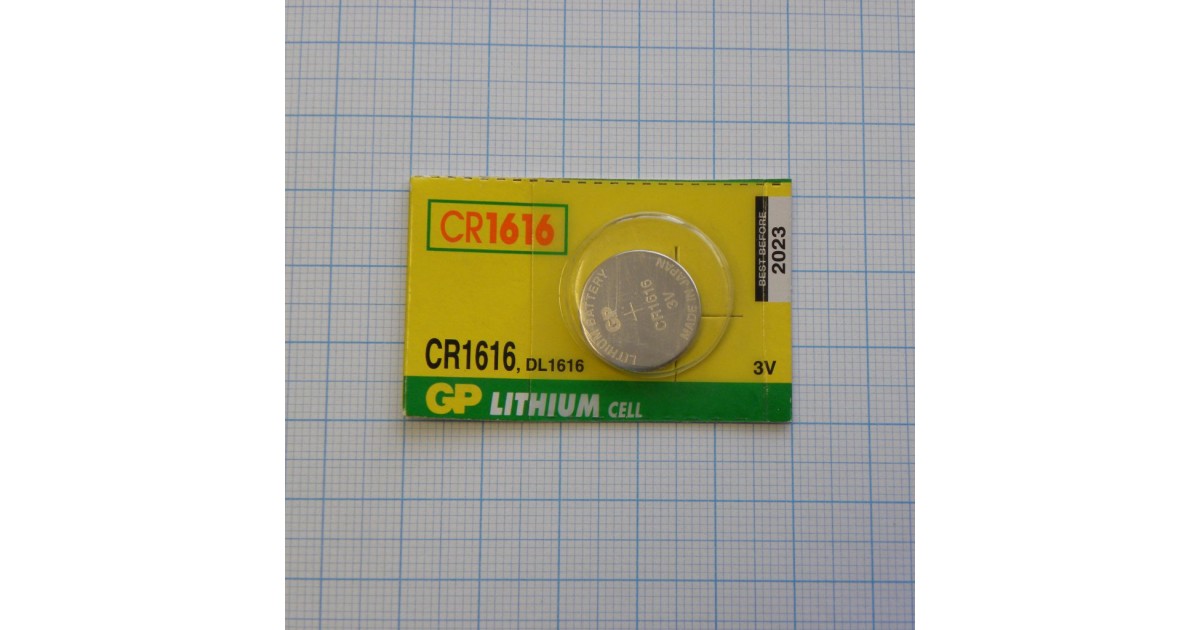 CR1616
BEST BEFORE
2023
LITHIUM BATTERY
GP
CR1616
3V
MADE IN JAPAN
+
CR1616, DL1616
3V
GP LITHIUM CELL